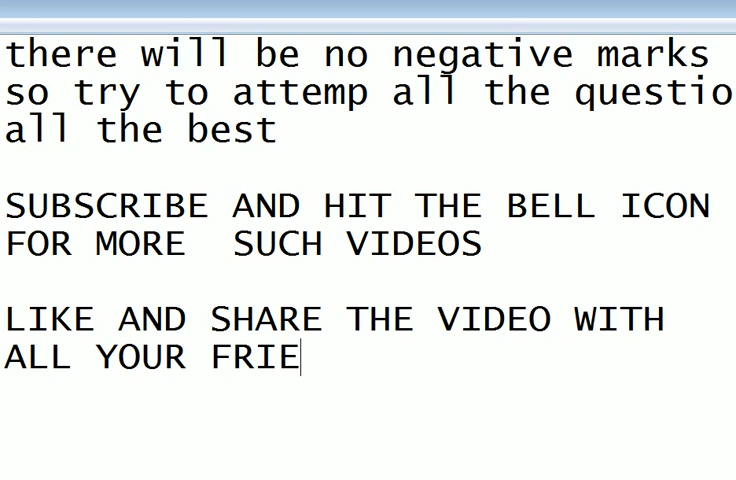 there will be no negative marks
so try to attemp all the questio
all the best
SUBSCRIBE AND HIT THE BELL ICON
FOR MORE  SUCH VIDEOS
LIKE AND SHARE THE VIDEO WITH
ALL YOUR FRIE